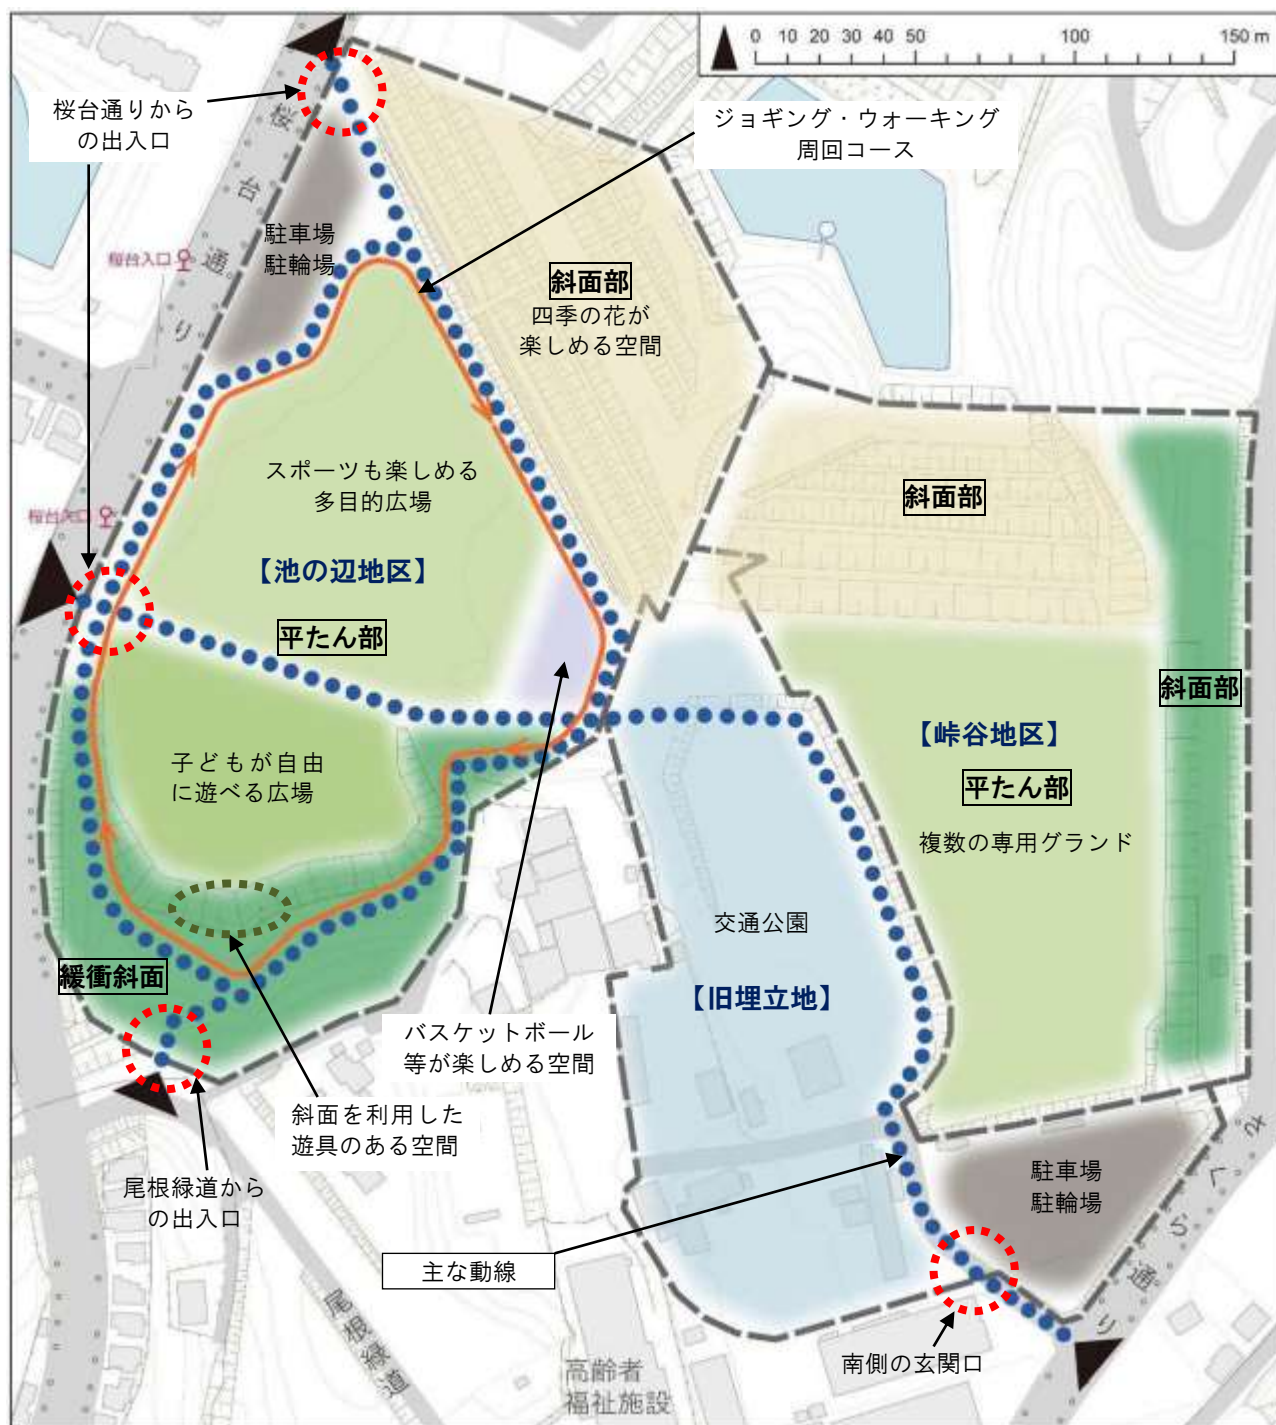 0 10 20 30 40 50 100 150 m
桜台通りから
の出入口
ジョギング・ウォーキング
周回コース
桜台通り
駐車場
駐輪場
桜台入口
斜面部
四季の花が
楽しめる空間
スポーツも楽しめる
多目的広場
桜台入口
斜面部
【池の辺地区】
平たん部
斜面部
【峠谷地区】
平たん部
複数の専用グランド
子どもが自由
に遊べる広場
交通公園
【旧埋立地】
緩衝斜面
バスケットボール
等が楽しめる空間
斜面を利用した
遊具のある空間
尾根緑道から
の出入口
駐車場
駐輪場
さくら通り
主な動線
尾根緑道
南側の玄関口
高齢者
福祉施設